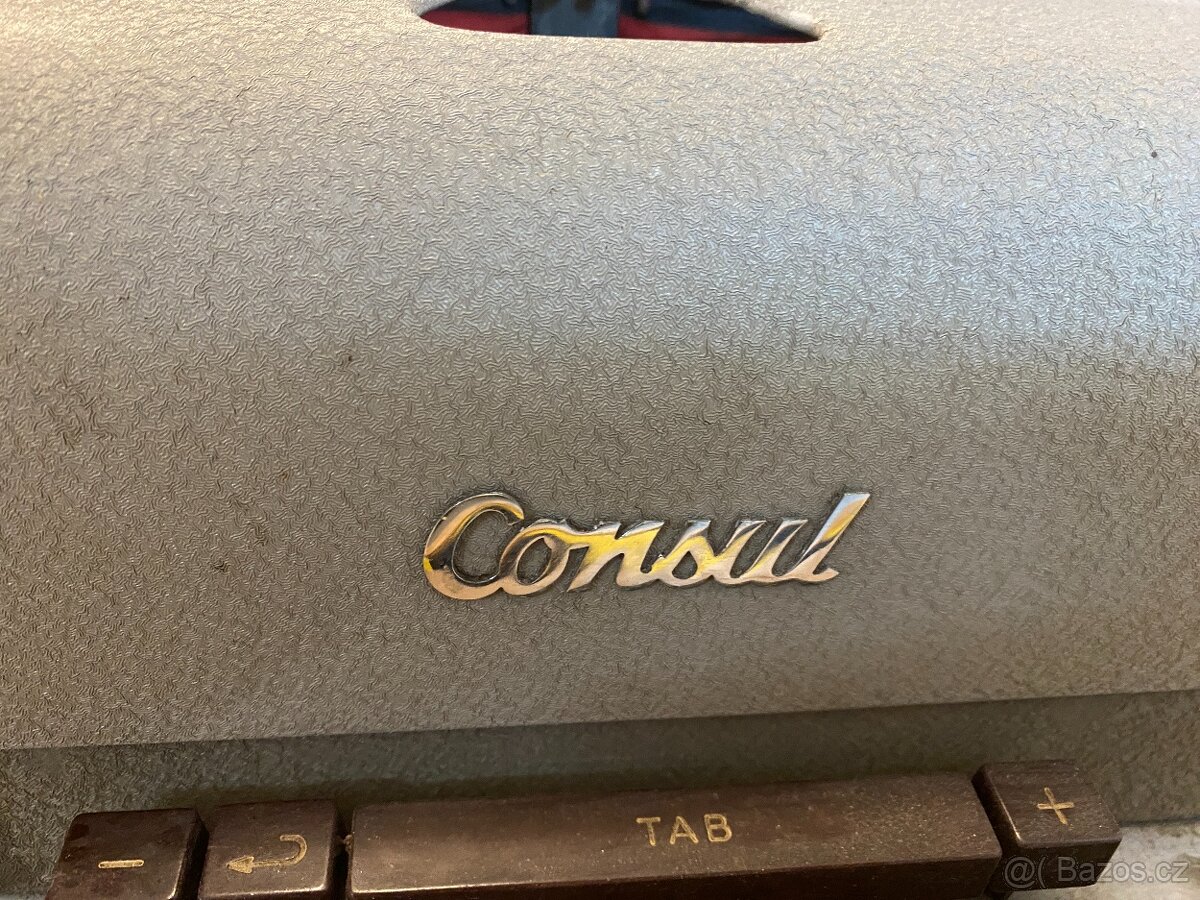 Consul
- ↩ TAB +
@( Bazos.cz